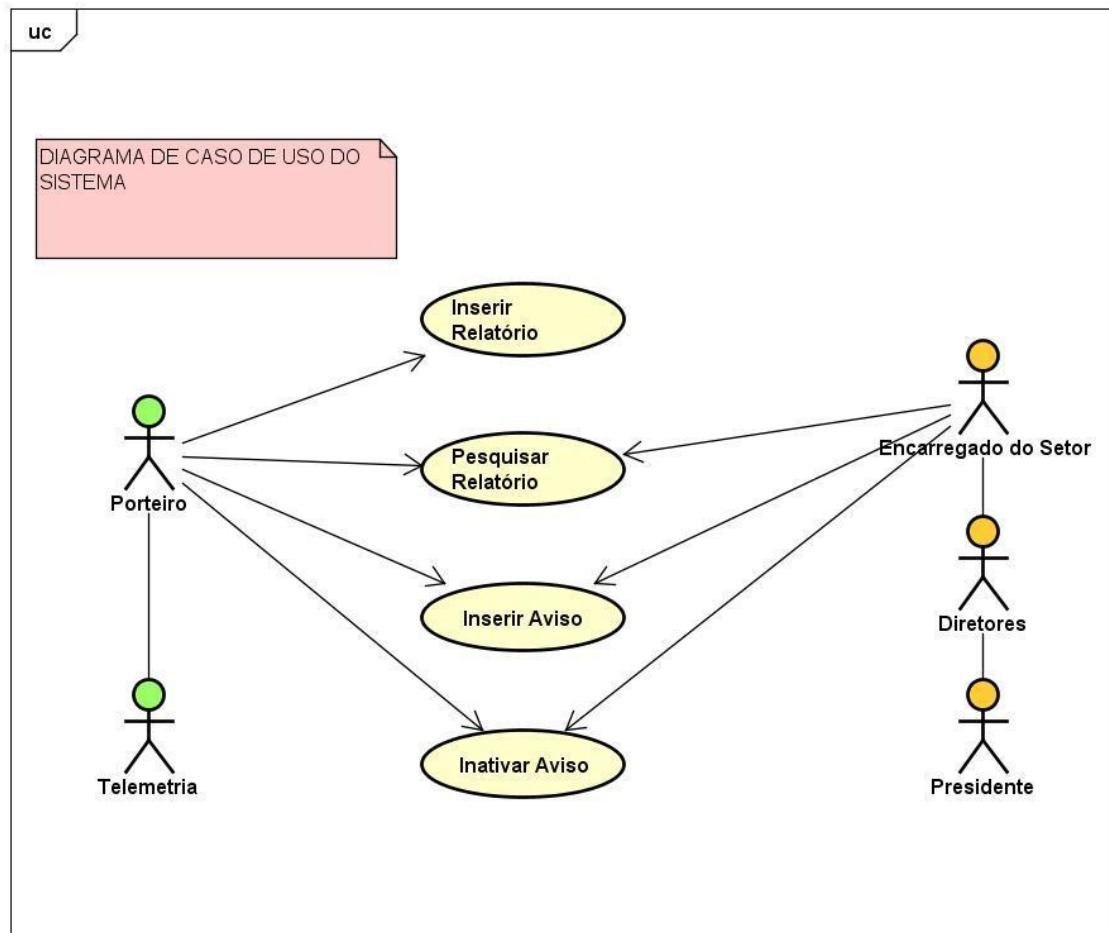 uc
DIAGRAMA DE CASO DE USO DO
SISTEMA
Inserir
Relatório
Pesquisar
Relatório
Encarregado do Setor
Porteiro
Inserir Aviso
Diretores
Inativar Aviso
Telemetria
Presidente